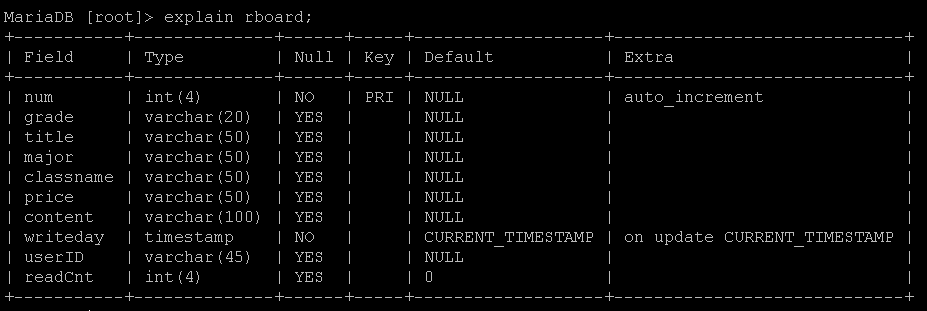 MariaDB [root]> explain rboard;
+-----------+--------------+------+-----+-------------------+-----------------------------+
| Field     | Type         | Null | Key | Default           | Extra                       |
+-----------+--------------+------+-----+-------------------+-----------------------------+
| num       | int(4)       | NO   | PRI | NULL              | auto_increment              |
| grade     | varchar(20)  | YES  |     | NULL              |                             |
| title     | varchar(50)  | YES  |     | NULL              |                             |
| major     | varchar(50)  | YES  |     | NULL              |                             |
| classname | varchar(50)  | YES  |     | NULL              |                             |
| price     | varchar(50)  | YES  |     | NULL              |                             |
| content   | varchar(100) | YES  |     | NULL              |                             |
| writeday  | timestamp    | NO   |     | CURRENT_TIMESTAMP | on update CURRENT_TIMESTAMP |
| userID    | varchar(45)  | YES  |     | NULL              |                             |
| readCnt   | int(4)       | YES  |     | 0                 |                             |
+-----------+--------------+------+-----+-------------------+-----------------------------+